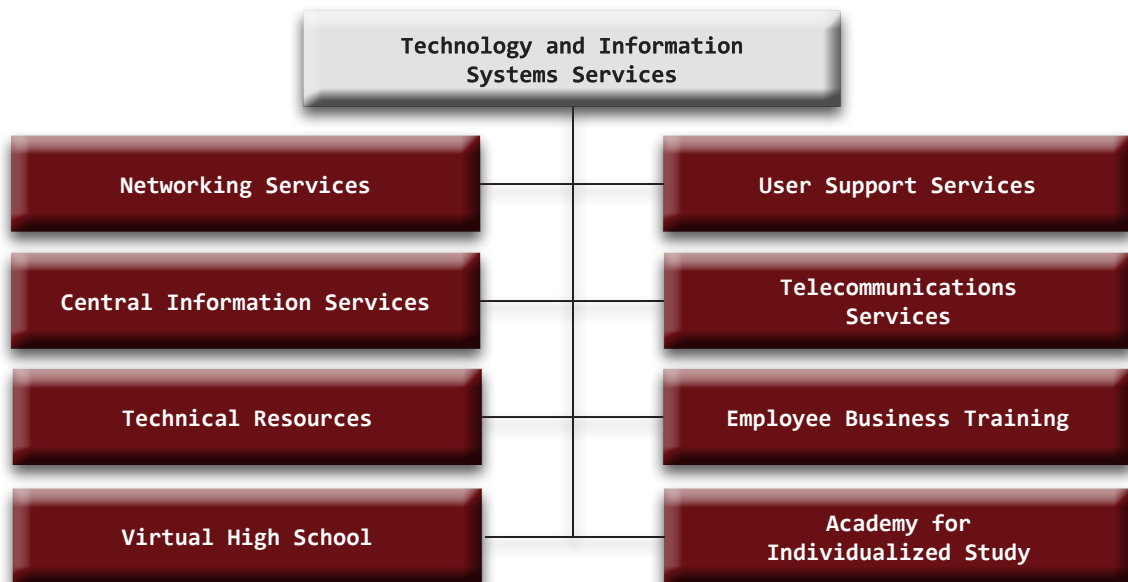 Technology and Information
Systems Services
Networking Services
User Support Services
Central Information Services
Telecommunications
Services
Technical Resources
Employee Business Training
Virtual High School
Academy for
Individualized Study